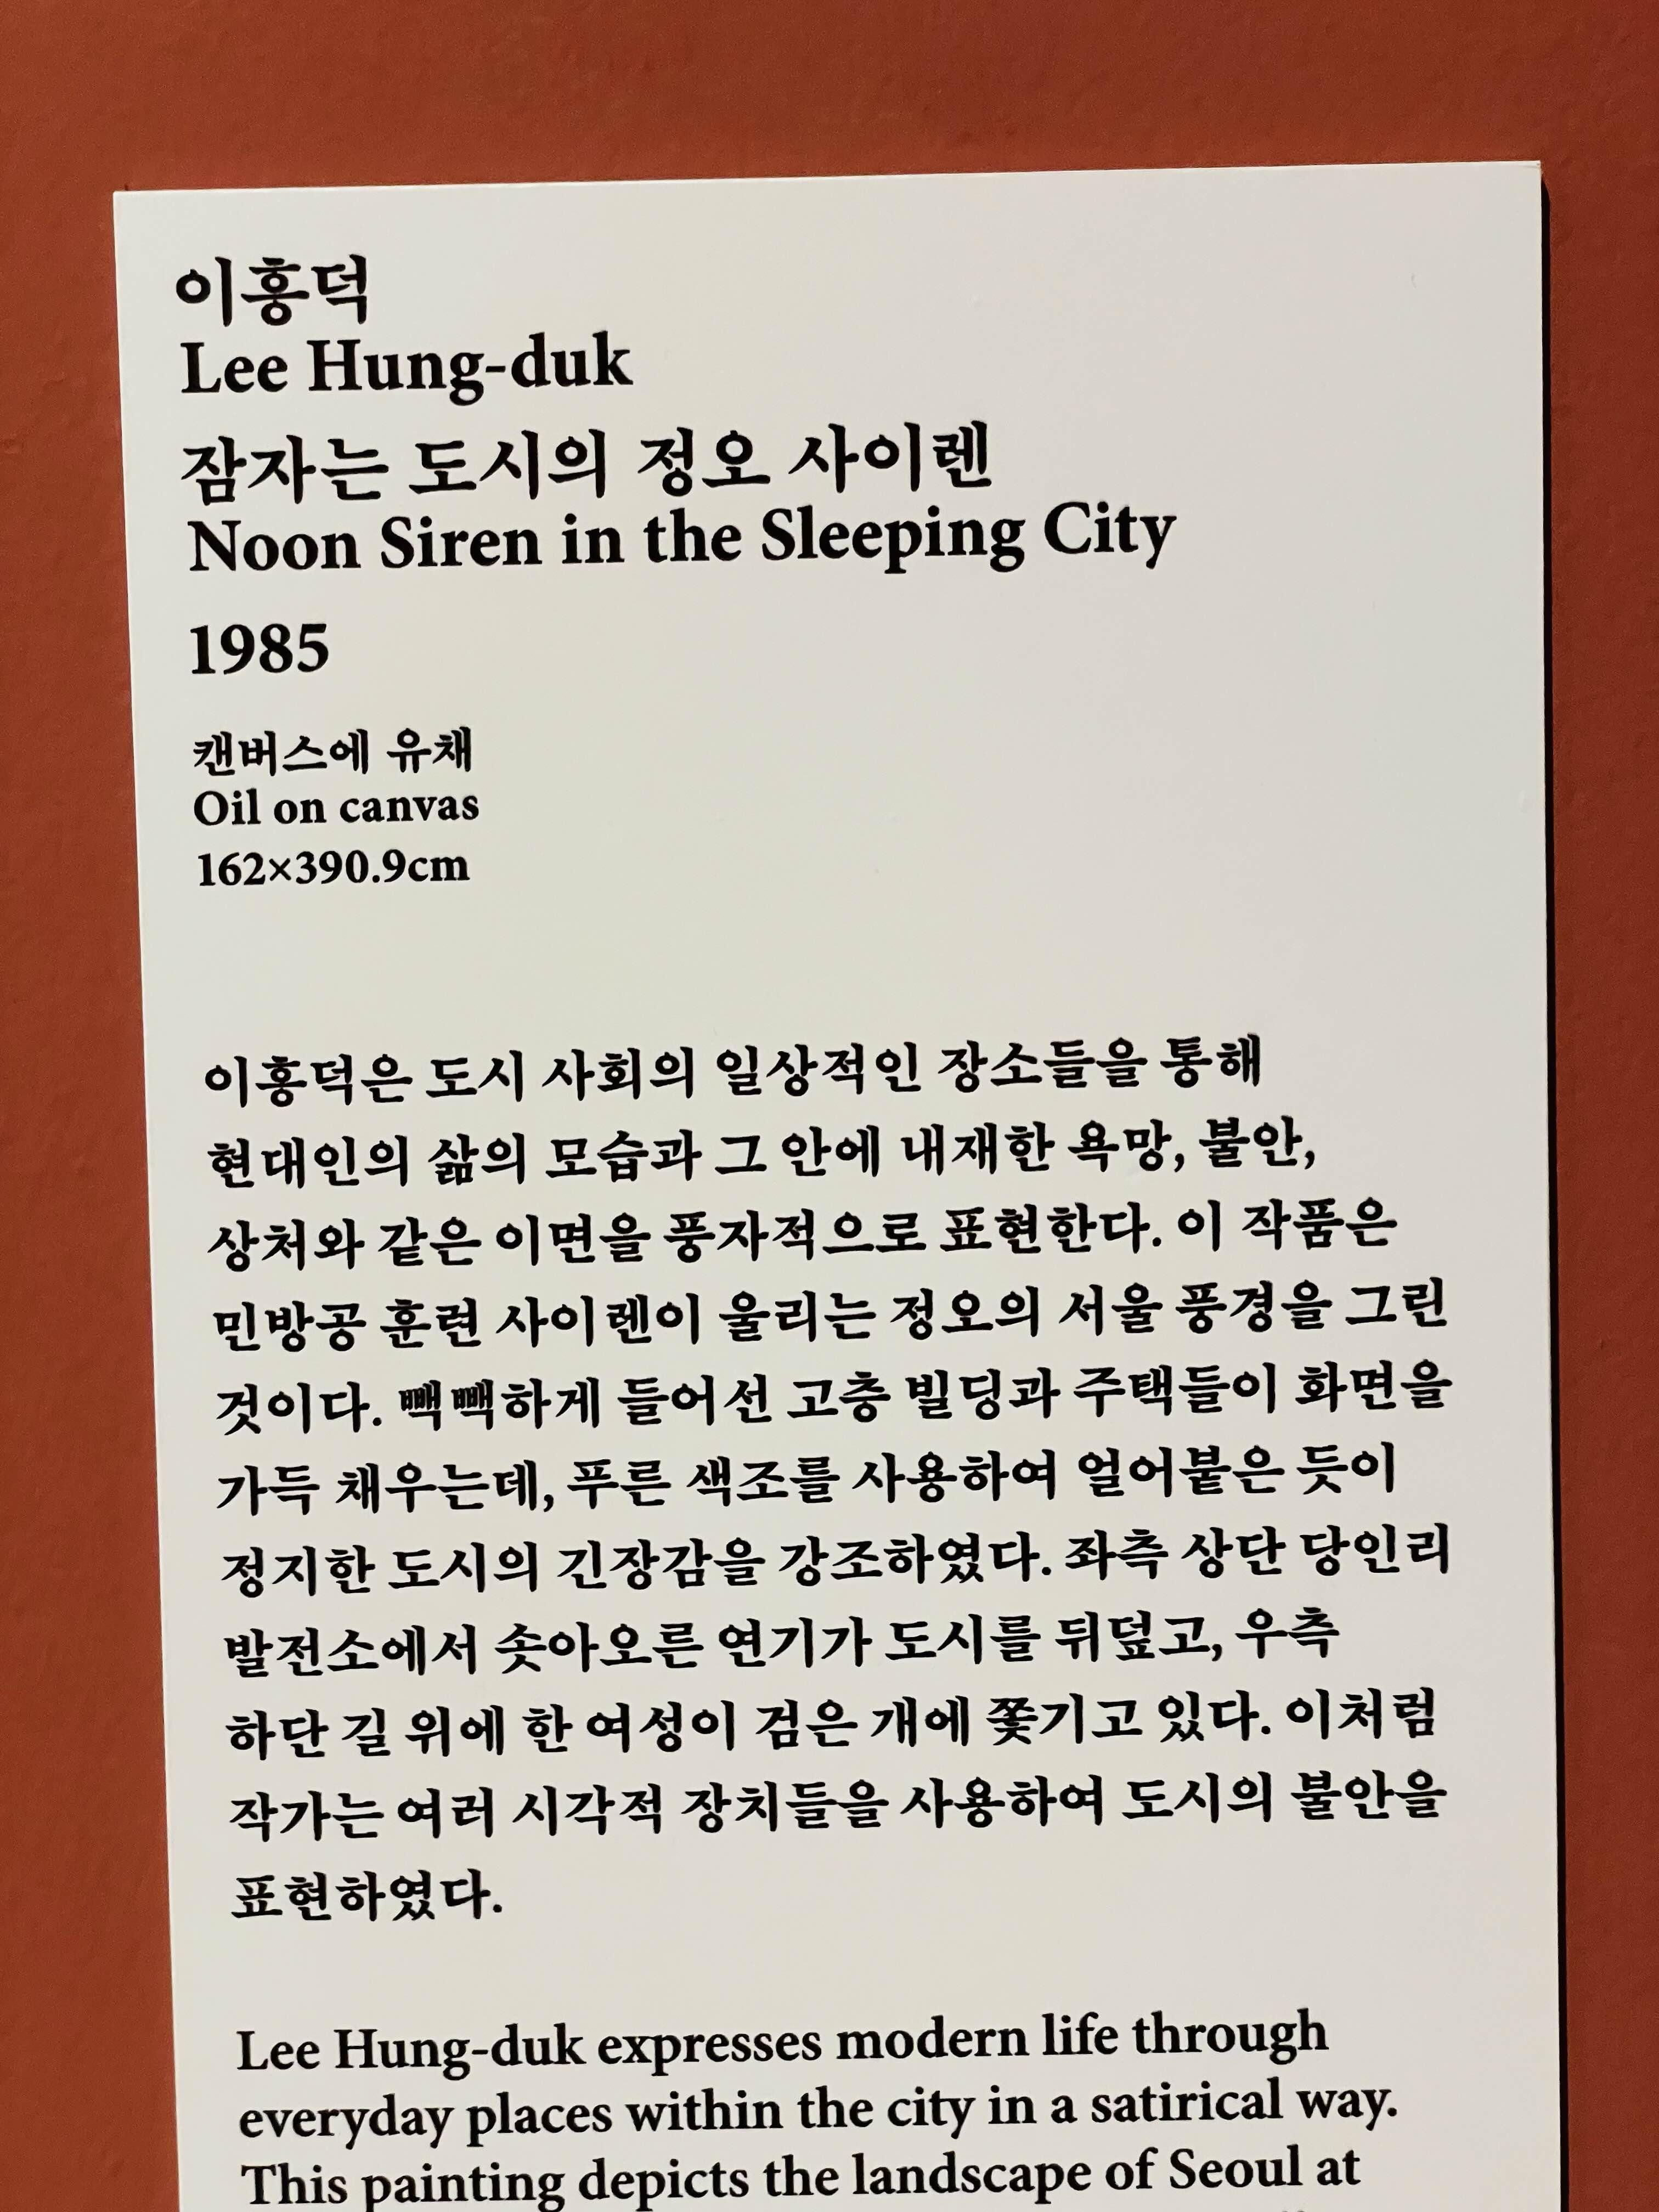 이흥덕
Lee Hung-duk
잠자는 도시의 정오 사이렌
Noon Siren in the Sleeping City
1985
캔버스에 유채
Oil on canvas
162×390.9cm
이흥덕은 도시 사회의 일상적인 장소들을 통해
현대인의 삶의 모습과 그 안에 내재한 욕망, 불안,
상처와 같은 이면을 풍자적으로 표현한다. 이 작품은
민방공 훈련 사이렌이 울리는 정오의 서울 풍경을 그린
것이다. 빽빽하게 들어선 고층 빌딩과 주택들이 화면을
가득 채우는데, 푸른 색조를 사용하여 얼어붙은 듯이
정지한 도시의 긴장감을 강조하였다. 좌측 상단 당인리
발전소에서 솟아오른 연기가 도시를 뒤덮고, 우측
하단 길 위에 한 여성이 검은 개에 쫓기고 있다. 이처럼
작가는 여러 시각적 장치들을 사용하여 도시의 불안을
표현하였다.
Lee Hung-duk expresses modern life through
everyday places within the city in a satirical way.
This painting depicts the landscape of Seoul at